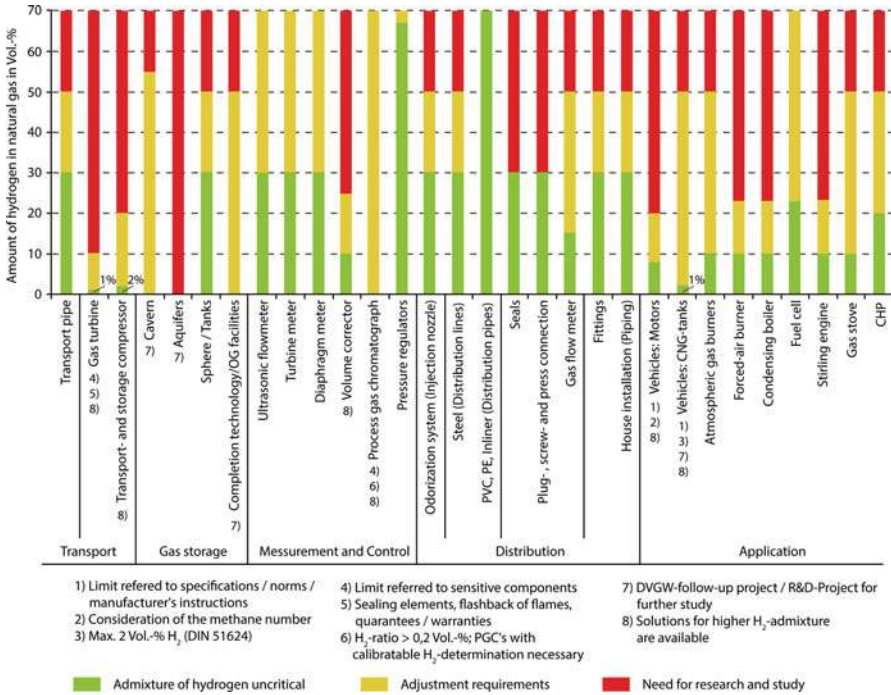 Amount of hydrogen in natural gas in Vol.-%
70
60
50
40
30
20
10
0
1%
2%
1%
Transport pipe
Gas turbine
4)
5)
8)
Transport- and storage compressor
8)
Cavern
7)
Aquifers
7)
Sphere / Tanks
Completion technology/OG facilities
7)
Ultrasonic flowmeter
Turbine meter
Diaphragm meter
Volume corrector
8)
Process gas chromatograph
4)
6)
8)
Pressure regulators
Odorization system (Injection nozzle)
Steel (Distribution lines)
PVC, PE, Inliner (Distribution pipes)
Seals
Plug-, screw- and press connection
Gas flow meter
Fittings
House installation (Piping)
Vehicles: Motors
1)
2)
8)
Vehicles: CNG-tanks
1)
3)
7)
8)
Atmospheric gas burners
Forced-air burner
Condensing boiler
Fuel cell
Stirling engine
Gas stove
CHP
Transport
Gas storage
Messurement and Control
Distribution
Application
1) Limit refered to specifications / norms /
manufacturer's instructions
2) Consideration of the methane number
3) Max. 2 Vol.-% H₂ (DIN 51624)
4) Limit referred to sensitive components
5) Sealing elements, flashback of flames,
quarantees / warranties
6) H₂-ratio > 0,2 Vol.-%; PGC's with
calibratable H₂-determination necessary
7) DVGW-follow-up project / R&D-Project for
further study
8) Solutions for higher H₂-admixture
are available
Admixture of hydrogen uncritical
Adjustment requirements
Need for research and study